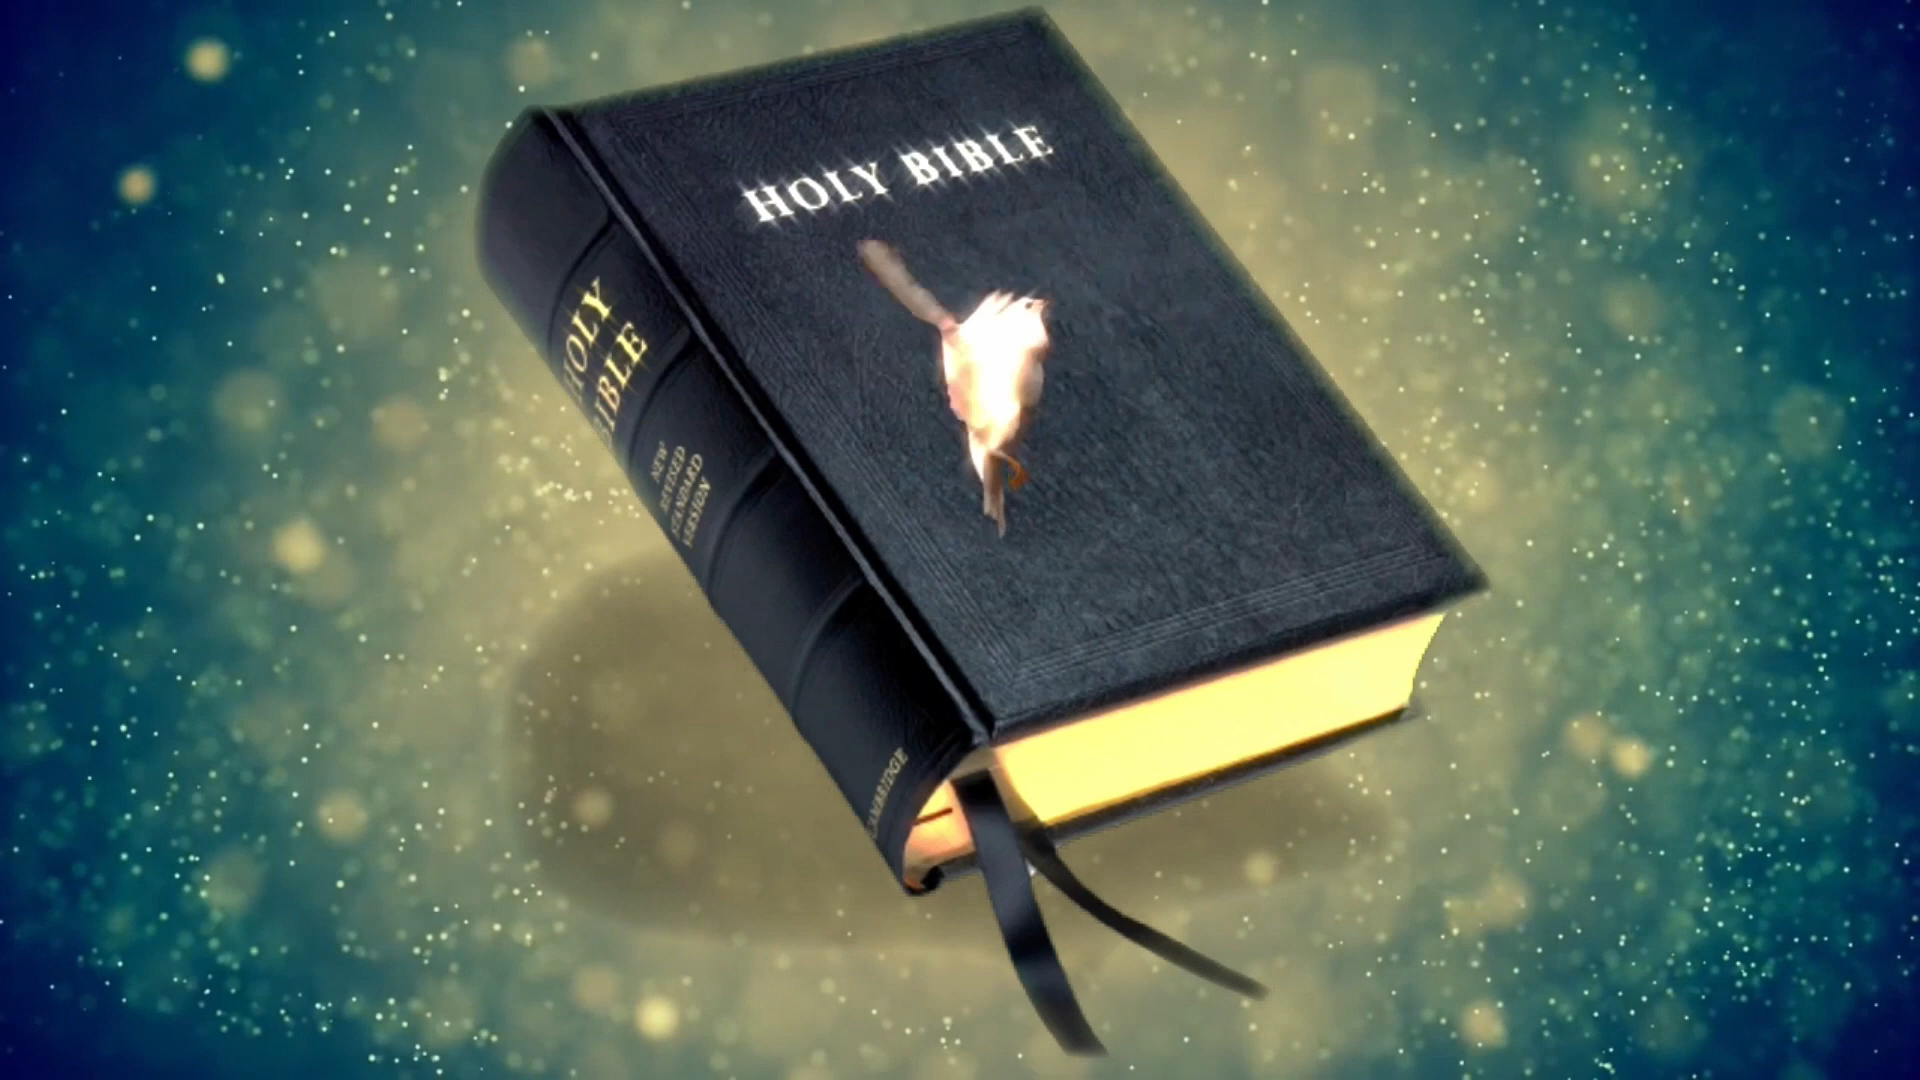 HOLY BIBLE
HOLY
BIBLE
NEW
REVISED
STANDARD
VERSION
CAMBRIDGE